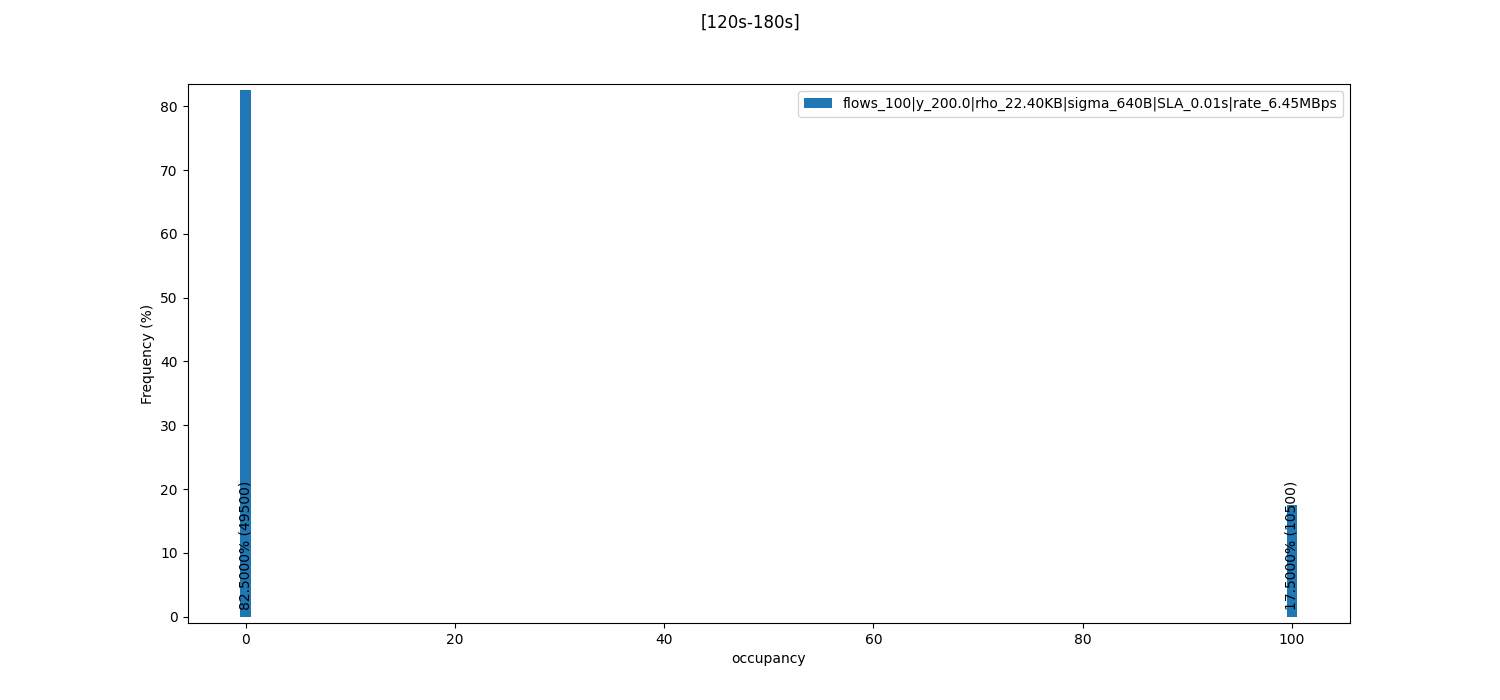 [120s-180s]
flows_100|y_200.0|rho_22.40KB|sigma_640B|SLA_0.01s|rate_6.45MBps
Frequency (%)
80
70
60
50
40
30
20
10
0
82.5000% (49500)
17.5000% (10500)
0 20 40 60 80 100
occupancy